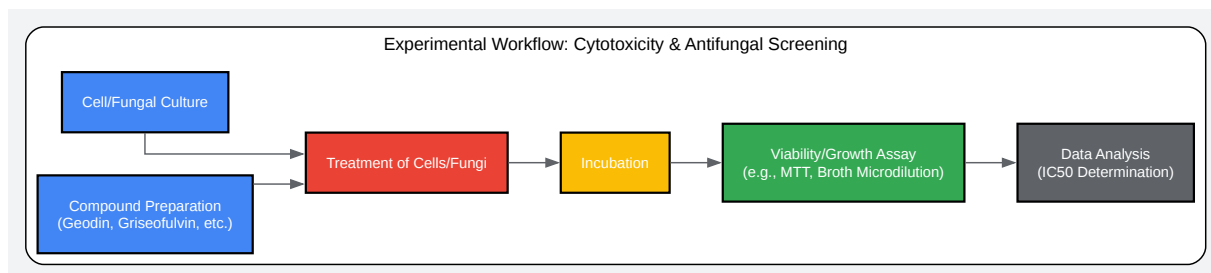 Experimental Workflow: Cytotoxicity & Antifungal Screening
Cell/Fungal Culture
Compound Preparation
(Geodin, Griseofulvin, etc.)
Treatment of Cells/Fungi
Incubation
Viability/Growth Assay
(e.g., MTT, Broth Microdilution)
Data Analysis
(IC50 Determination)